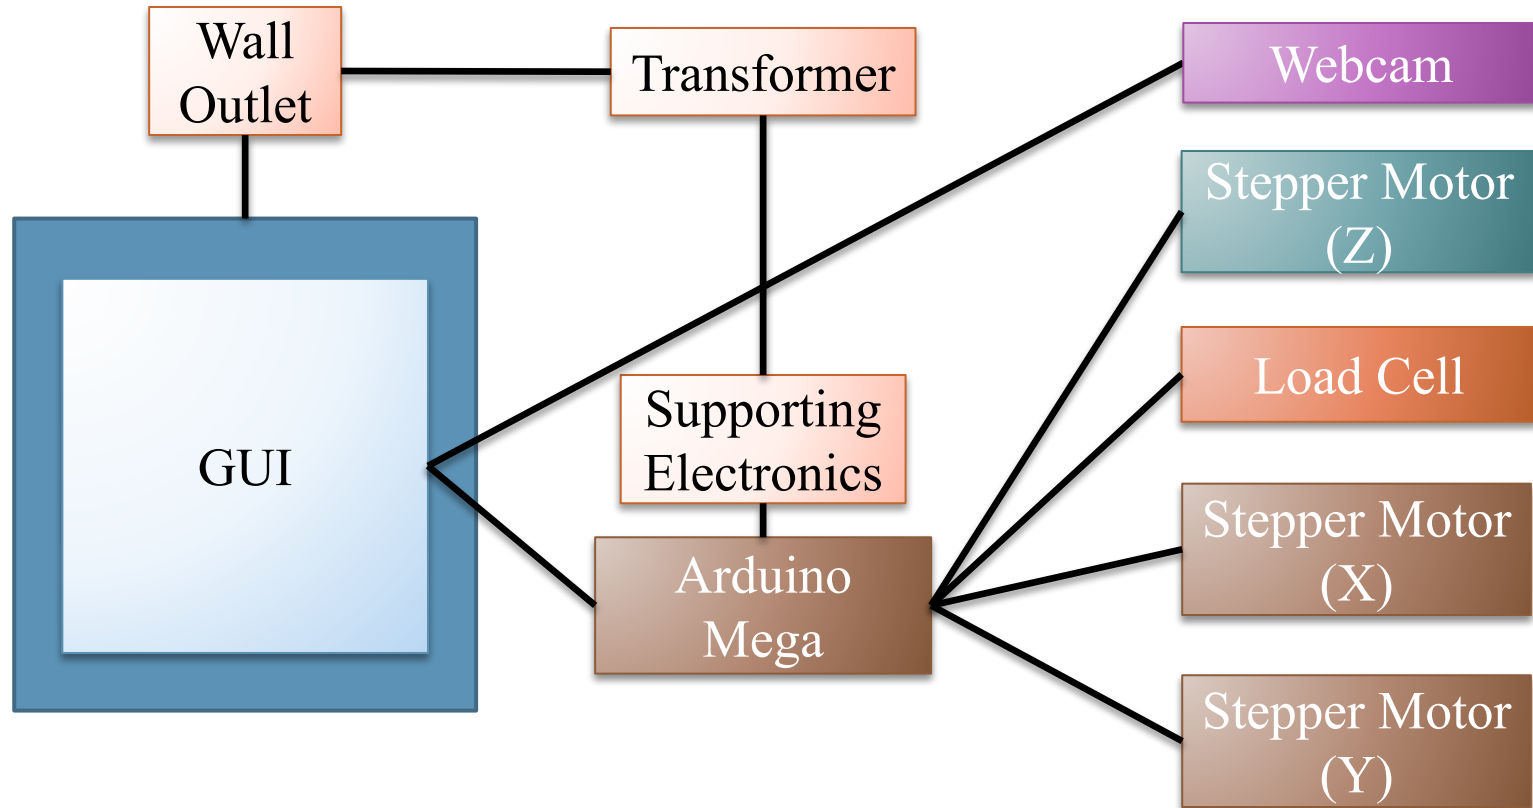 Wall
Outlet
Transformer
Webcam
Stepper Motor
(Z)
Load Cell
Supporting
Electronics
GUI
Stepper Motor
(X)
Arduino
Mega
Stepper Motor
(Y)